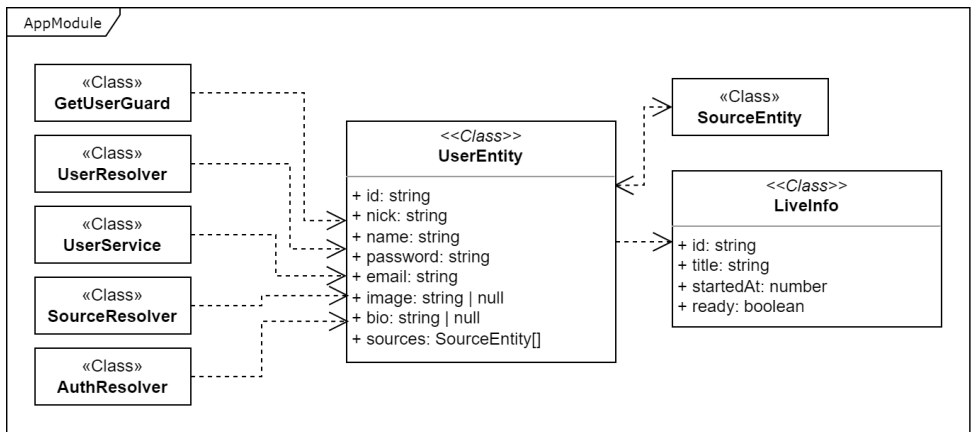 AppModule
«Class»
GetUserGuard
«Class»
UserResolver
«Class»
UserService
«Class»
SourceResolver
«Class»
AuthResolver
<<Class>>
UserEntity
+ id: string
+ nick: string
+ name: string
+ password: string
+ email: string
+ image: string | null
+ bio: string | null
+ sources: SourceEntity[]
«Class»
SourceEntity
<<Class>>
LiveInfo
+ id: string
+ title: string
+ startedAt: number
+ ready: boolean